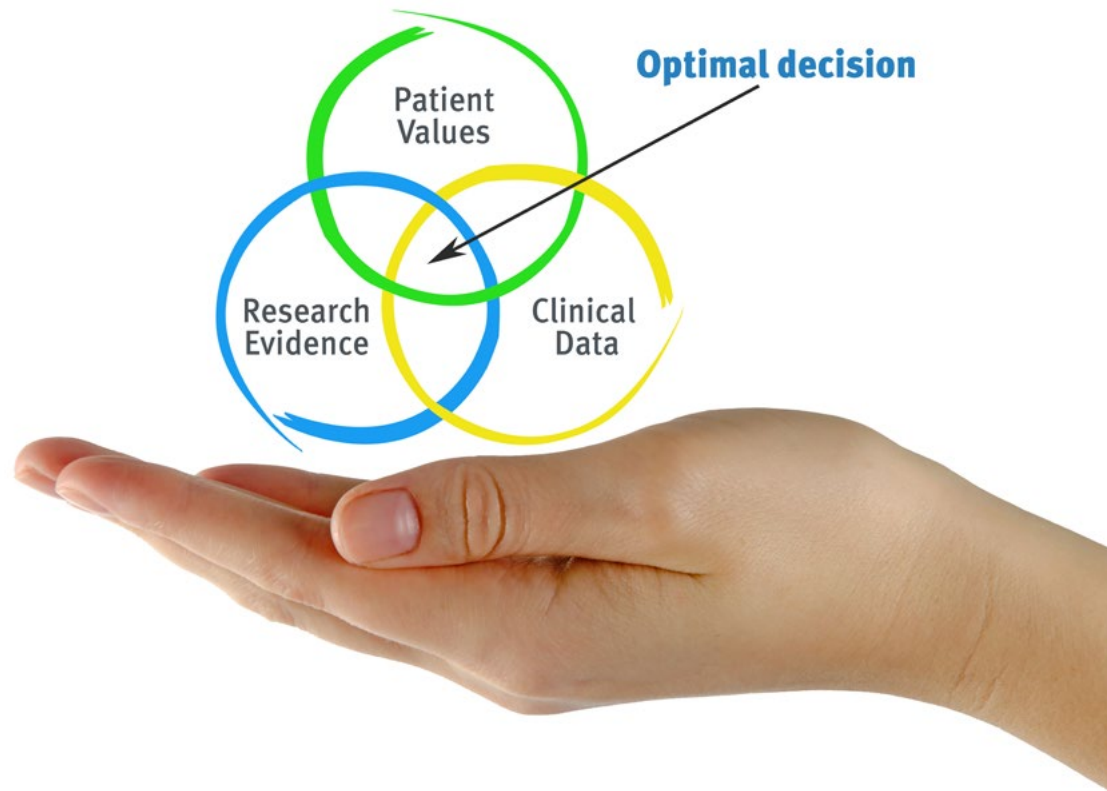 Optimal decision
Patient
Values
Research
Evidence
Clinical
Data